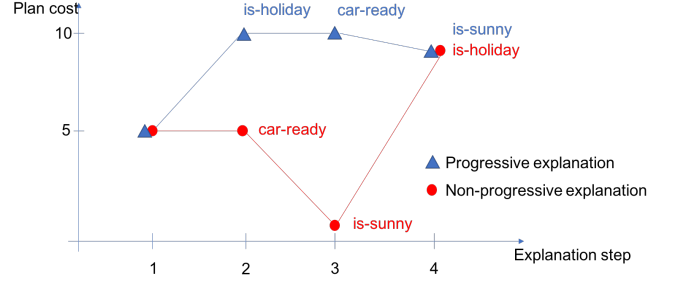 Plan cost
is-holiday
car-ready
10
is-sunny
is-holiday
5
car-ready
Progressive explanation
Non-progressive explanation
is-sunny
Explanation step
1
2
3
4